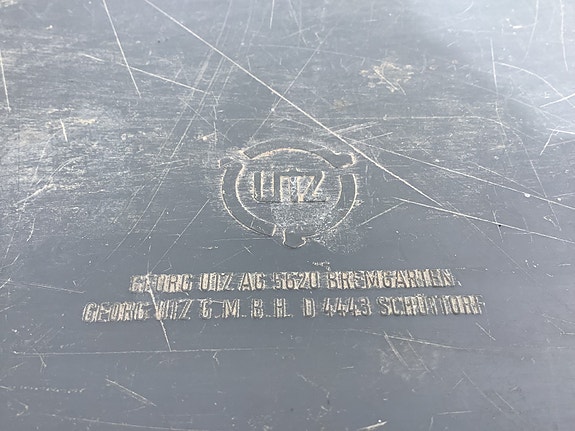 UTZ
GEORG UTZ AG 5620 BREMGARTEN
GEORG UTZ G.M.B.H. D 4443 SCHÜTTORF